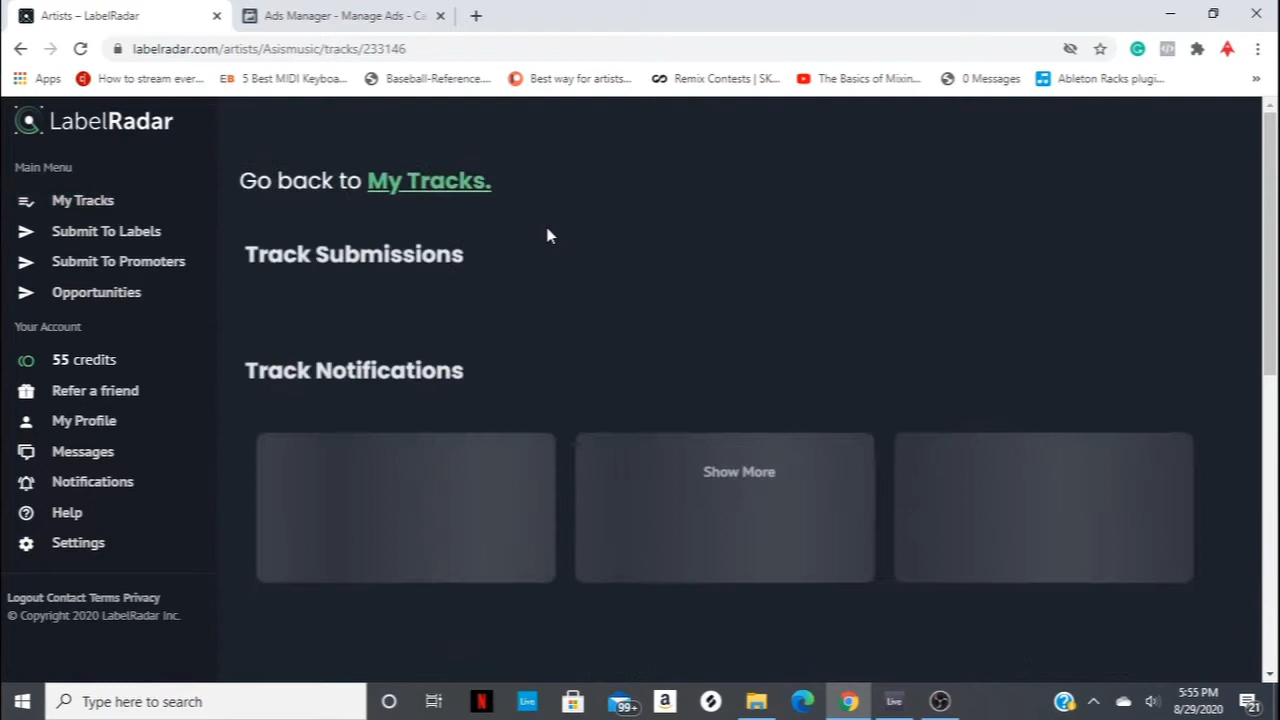 Artists – LabelRadar
Ads Manager - Manage Ads - Ca
labelradar.com/artists/Asismusic/tracks/233146
Apps
How to stream ever...
5 Best MIDI Keyboa...
Baseball-Reference....
Best way for artists...
Remix Contests | SK...
The Basics of Mixin...
0 Messages
Ableton Racks plugi...
»
LabelRadar
Main Menu
My Tracks
Submit To Labels
Submit To Promoters
Opportunities
Your Account
55 credits
Refer a friend
My Profile
Messages
Notifications
Help
Settings
Logout Contact Terms Privacy
© Copyright 2020 LabelRadar Inc.
Go back to My Tracks.
Track Submissions
Track Notifications
Show More
Type here to search
Live
99+
Live
5:55 PM
8/29/2020
21